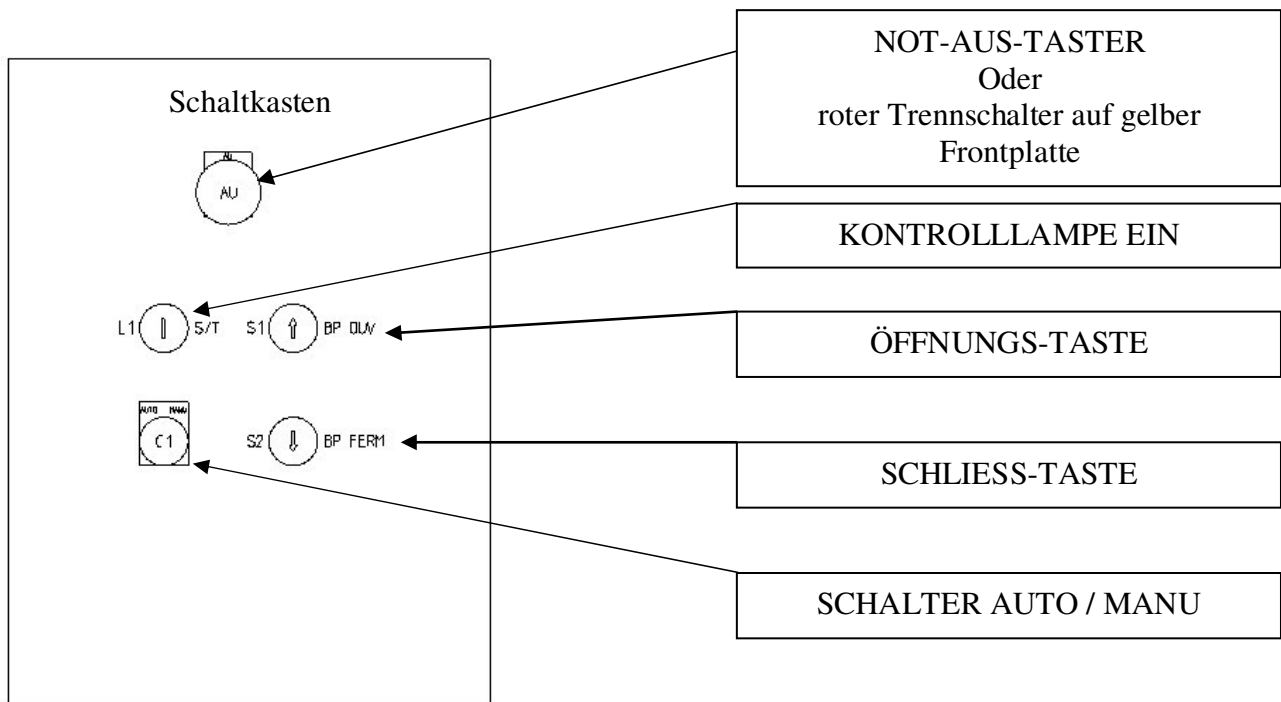 NOT-AUS-TASTER
Oder
roter Trennschalter auf gelber
Frontplatte
Schaltkasten
AU
AU
KONTROLLLAMPE EIN
L1 S/T S1 BP OUV
ÖFFNUNGS-TASTE
AUTO MANU
C1 S2 BP FERM
SCHLIESS-TASTE
SCHALTER AUTO / MANU